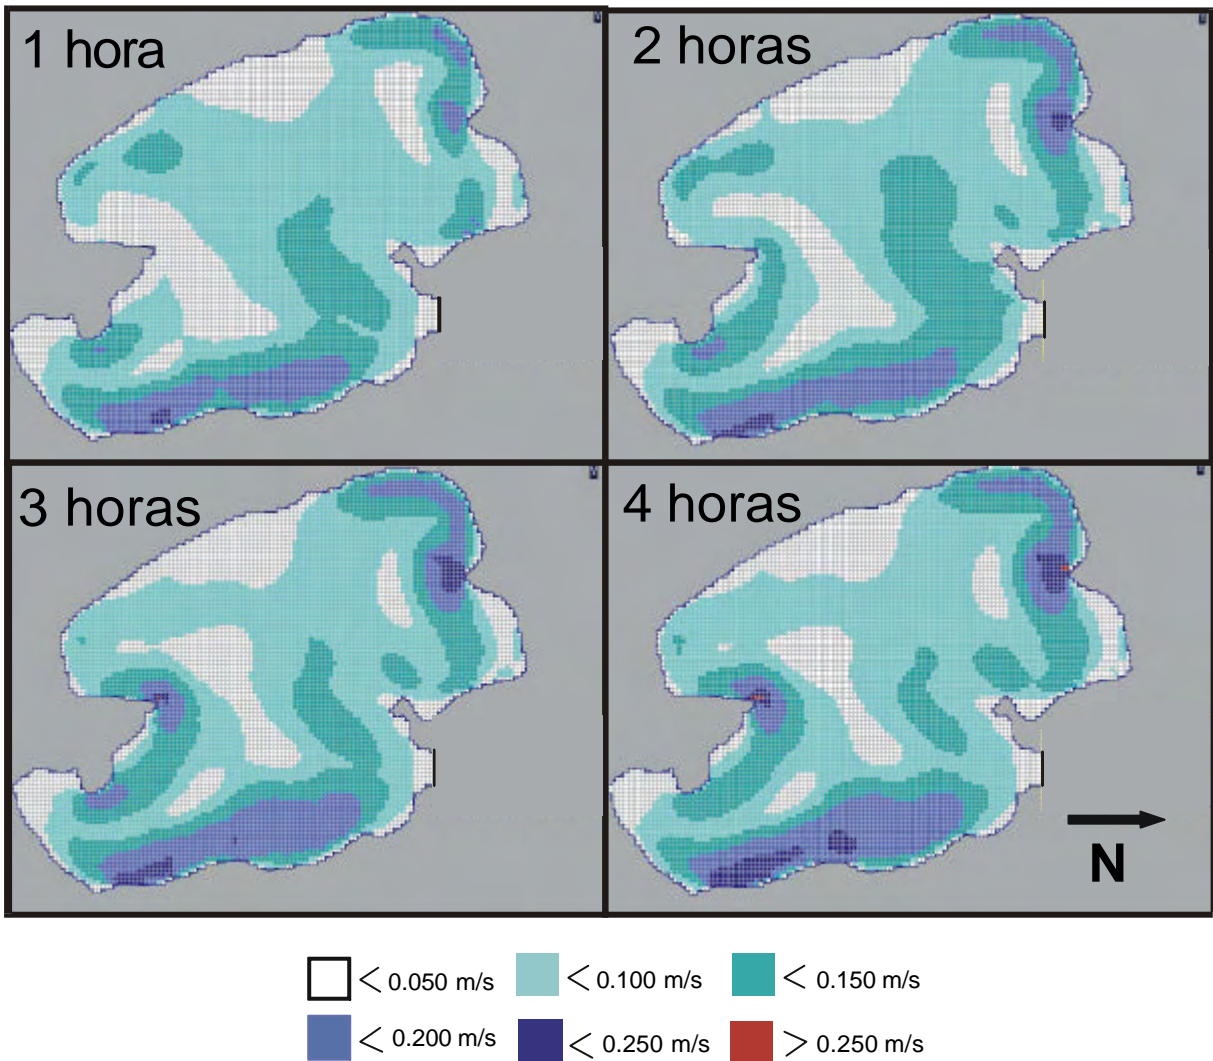 1 hora
2 horas
3 horas
4 horas
N
< 0.050 m/s
< 0.100 m/s
< 0.150 m/s
< 0.200 m/s
< 0.250 m/s
> 0.250 m/s